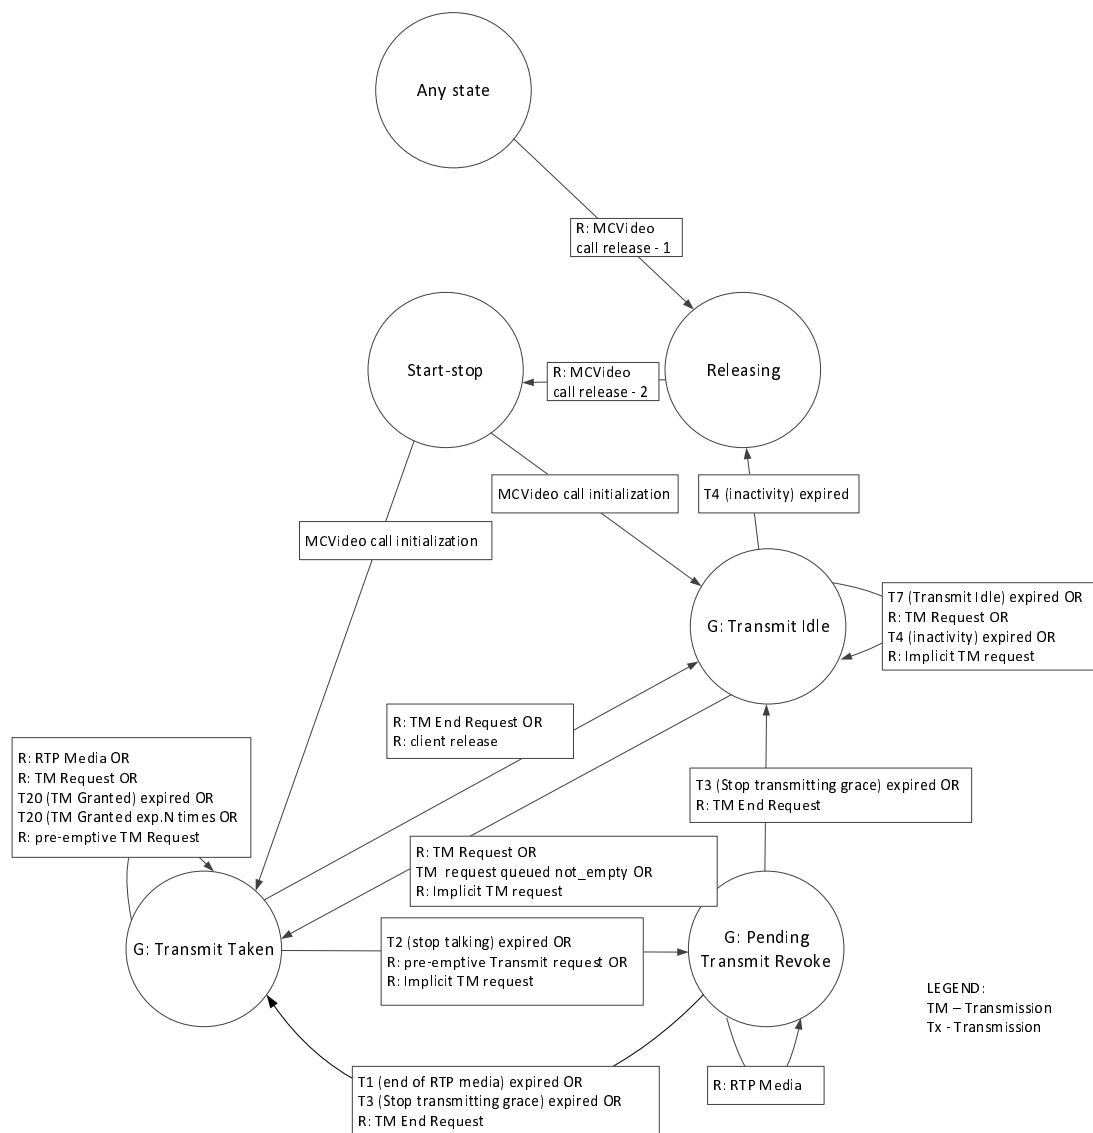 Any state
R: MCVideo
call release - 1
Start-stop
R: MCVideo
call release - 2
Releasing
MCVideo call initialization
T4 (inactivity) expired
MCVideo call initialization
G: Transmit Idle
T7 (Transmit Idle) expired OR
R: TM Request OR
T4 (inactivity) expired OR
R: Implicit TM request
R: TM End Request OR
R: client release
R: RTP Media OR
R: TM Request OR
T20 (TM Granted) expired OR
T20 (TM Granted exp.N times OR
R: pre-emptive TM Request
T3 (Stop transmitting grace) expired OR
R: TM End Request
R: TM Request OR
TM request queued not_empty OR
R: Implicit TM request
G: Transmit Taken
T2 (stop talking) expired OR
R: pre-emptive Transmit request OR
R: Implicit TM request
G: Pending
Transmit Revoke
LEGEND:
TM – Transmission
Tx - Transmission
T1 (end of RTP media) expired OR
T3 (Stop transmitting grace) expired OR
R: TM End Request
R: RTP Media